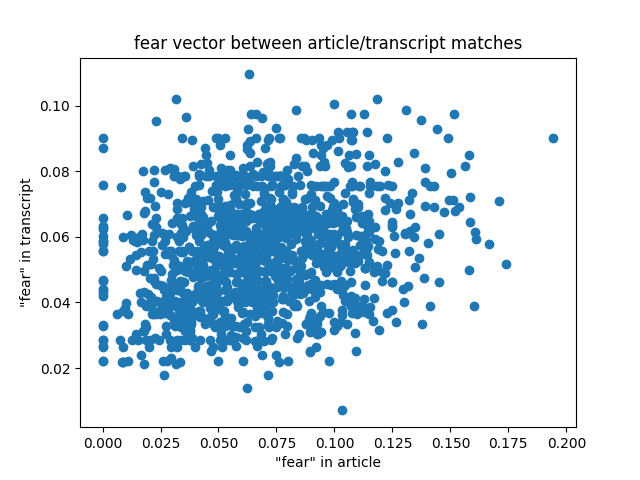 fear vector between article/transcript matches
"fear" in transcript
0.10
0.08
0.06
0.04
0.02
0.000 0.025 0.050 0.075 0.100 0.125 0.150 0.175 0.200
"fear" in article